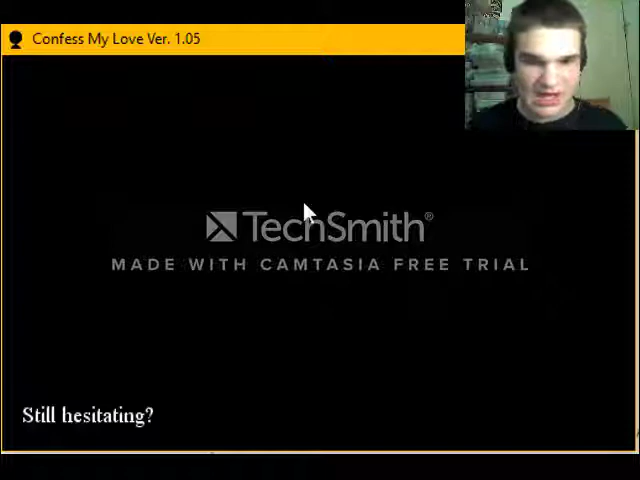 Confess My Love Ver. 1.05
TechSmith®
MADE WITH CAMTASIA FREE TRIAL
Still hesitating?